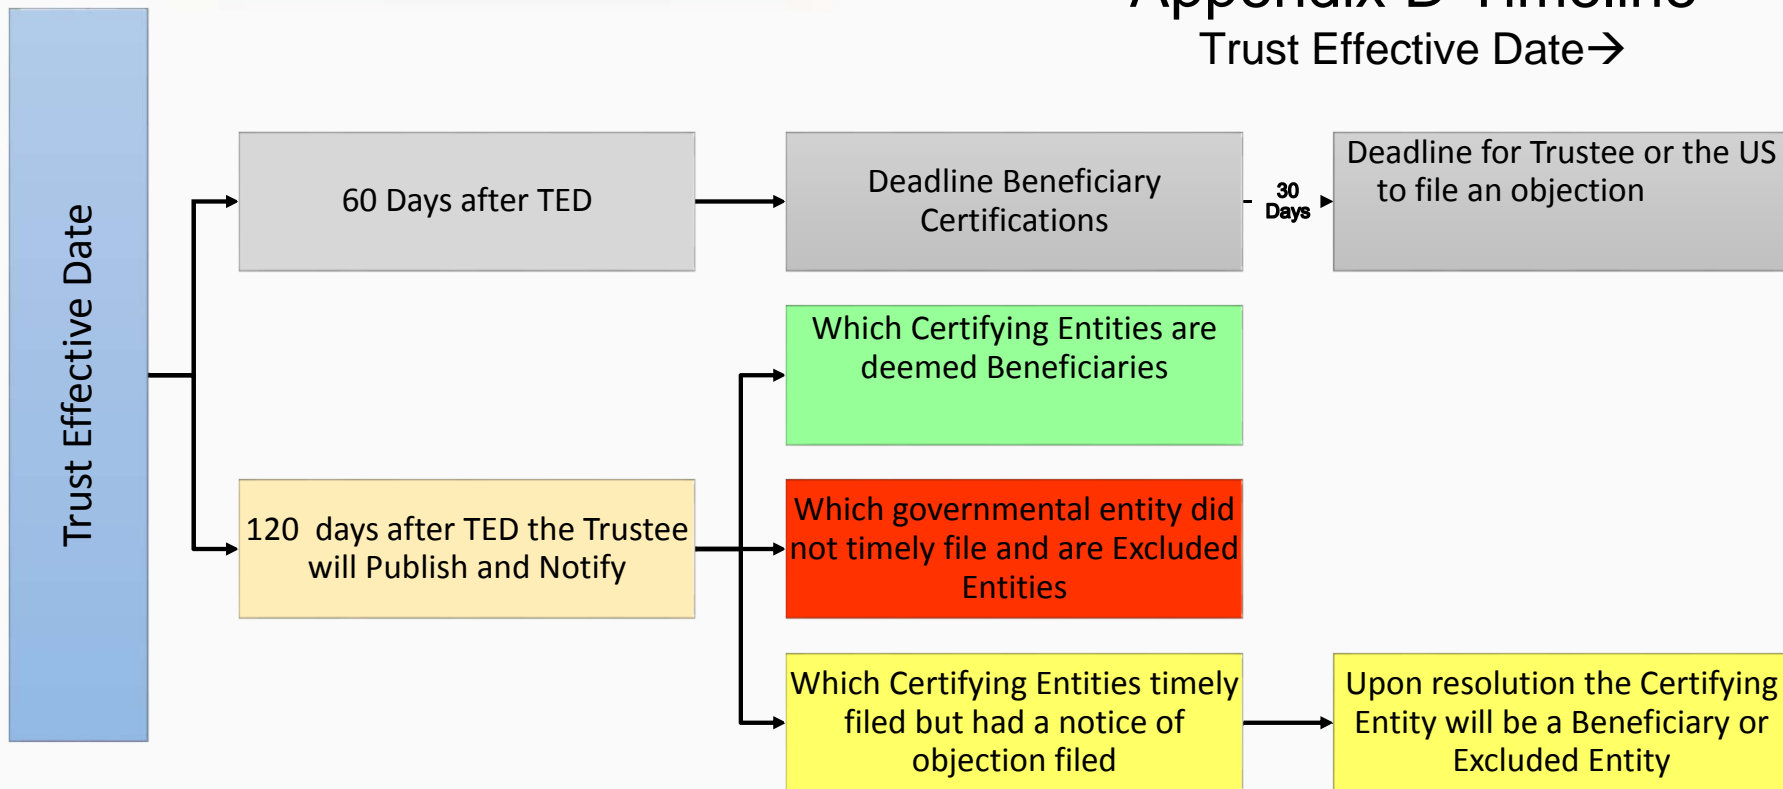 Appendix D Timeline
Trust Effective Date→
Trust Effective Date
60 Days after TED
Deadline Beneficiary
Certifications
30
Days
Deadline for Trustee or the US
to file an objection
Which Certifying Entities are
deemed Beneficiaries
120 days after TED the Trustee
will Publish and Notify
Which governmental entity did
not timely file and are Excluded
Entities
Which Certifying Entities timely
filed but had a notice of
objection filed
Upon resolution the Certifying
Entity will be a Beneficiary or
Excluded Entity